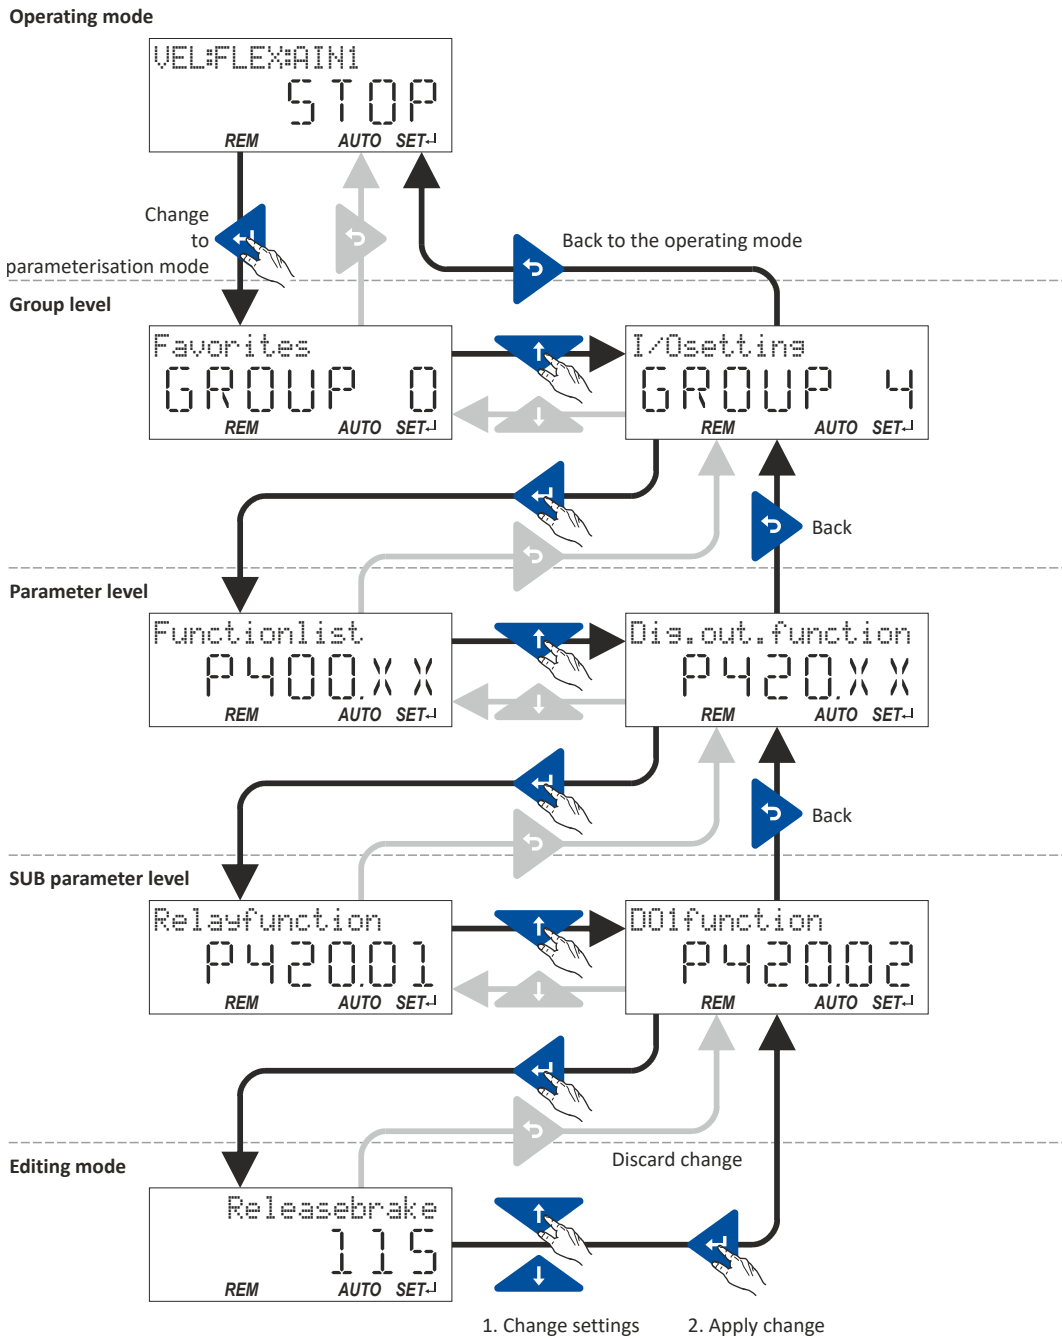 Operating mode
VEL:FLEX:AIN1
STOP
REM AUTO SET↵
Change
to
parameterisation mode
Back to the operating mode
Group level
Favorites
GROUP 0
REM AUTO SET↵
I/Osetting
GROUP 4
REM AUTO SET↵
Back
Parameter level
Functionlist
P400.XX
REM AUTO SET↵
Dig.out.function
P420.XX
REM AUTO SET↵
Back
SUB parameter level
Relayfunction
P420.01
REM AUTO SET↵
DO1function
P420.02
REM AUTO SET↵
Discard change
Editing mode
Releasebrake
115
REM AUTO SET↵
1. Change settings
2. Apply change